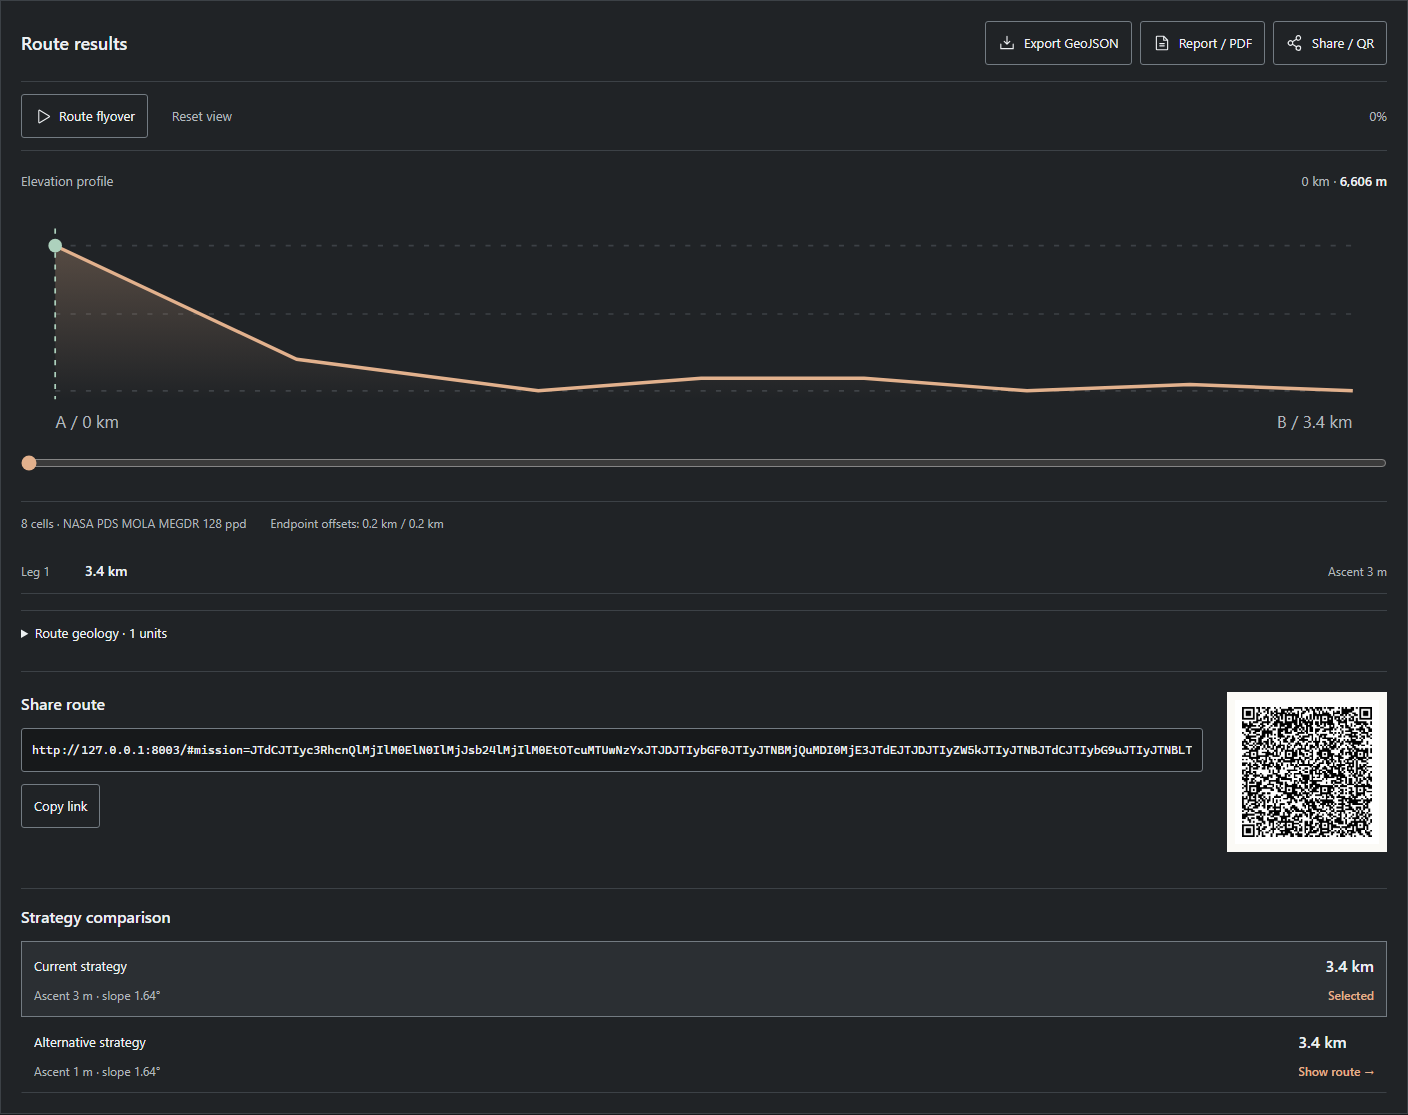 Route results
Export GeoJSON
Report / PDF
Share / QR
Route flyover
Reset view
0%
Elevation profile
0 km · 6,606 m
A / 0 km
B / 3.4 km
8 cells · NASA PDS MOLA MEGDR 128 ppd
Endpoint offsets: 0.2 km / 0.2 km
Leg 1
3.4 km
Ascent 3 m
Route geology · 1 units
Share route
http://127.0.0.1:8003/#mission=JTdCJTIyc3RhcnQlMjIlM0ElN0IlMjJsb24lMjIlM0EtOTcuMTUwNzYxJTJDJTIybGF0JTIyJTNBMjQuMDI0MjE3JTdEJTJDJTIyZW5kJTIyJTNBJTdCJTIybG9uJTIyJTNBLT
Copy link
Strategy comparison
Current strategy
3.4 km
Ascent 3 m · slope 1.64°
Selected
Alternative strategy
3.4 km
Ascent 1 m · slope 1.64°
Show route →